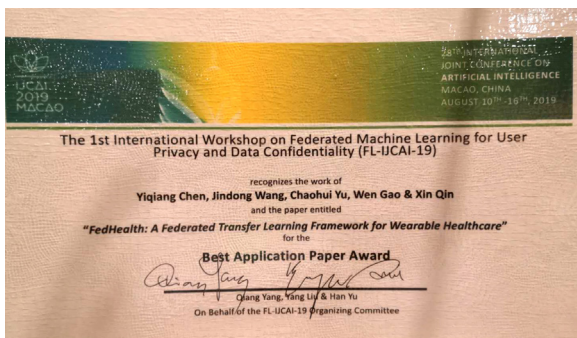 IJCAI
2019
MACAO
28TH INTERNATIONAL
JOINT CONFERENCE ON
ARTIFICIAL INTELLIGENCE
MACAO, CHINA
AUGUST 10TH -16TH, 2019
The 1st International Workshop on Federated Machine Learning for User
Privacy and Data Confidentiality (FL-IJCAI-19)
recognizes the work of
Yiqiang Chen, Jindong Wang, Chaohui Yu, Wen Gao & Xin Qin
and the paper entitled
“FedHealth: A Federated Transfer Learning Framework for Wearable Healthcare”
for the
Best Application Paper Award
Qiang Yang, Yang Liu & Han Yu
On Behalf of the FL-IJCAI-19 Organizing Committee